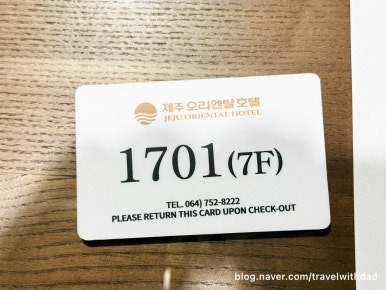 제주 오리엔탈 호텔
JEJU ORIENTAL HOTEL
1701 (7F)
TEL. 064) 752-8222
PLEASE RETURN THIS CARD UPON CHECK-OUT
blog.naver.com/travelwithdad